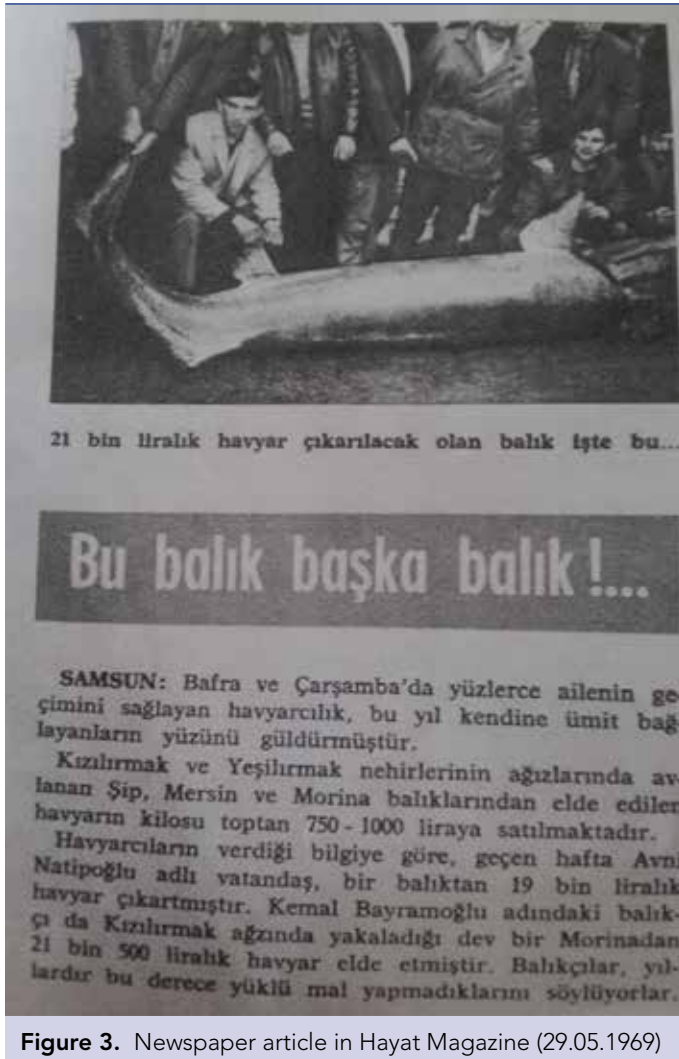 21 bin liralık havyar çıkarılacak olan balık işte bu...
Bu balık başka balık!....
SAMSUN: Bafra ve Çarşamba'da yüzlerce ailenin ge-
çimini sağlayan havyarcılık, bu yıl kendine ümit bağ-
layanların yüzünü güldürmüştür.
Kızılırmak ve Yeşilırmak nehirlerinin ağızlarında av-
lanan Şip, Mersin ve Morina balıklarından elde edilen
havyarın kilosu toptan 750 - 1000 liraya satılmaktadır.
Havyarcıların verdiği bilgiye göre, geçen hafta Avni
Natipoğlu adlı vatandaş, bir balıktan 19 bin liralık
havyar çıkartmıştır. Kemal Bayramoğlu adındaki balık-
çı da Kızılırmak ağzında yakaladığı dev bir Morinadan
21 bin 500 liralık havyar elde etmiştir. Balıkçılar, yıl-
lardır bu derece yüklü mal yapmadıklarını söylüyorlar.
Figure 3. Newspaper article in Hayat Magazine (29.05.1969)